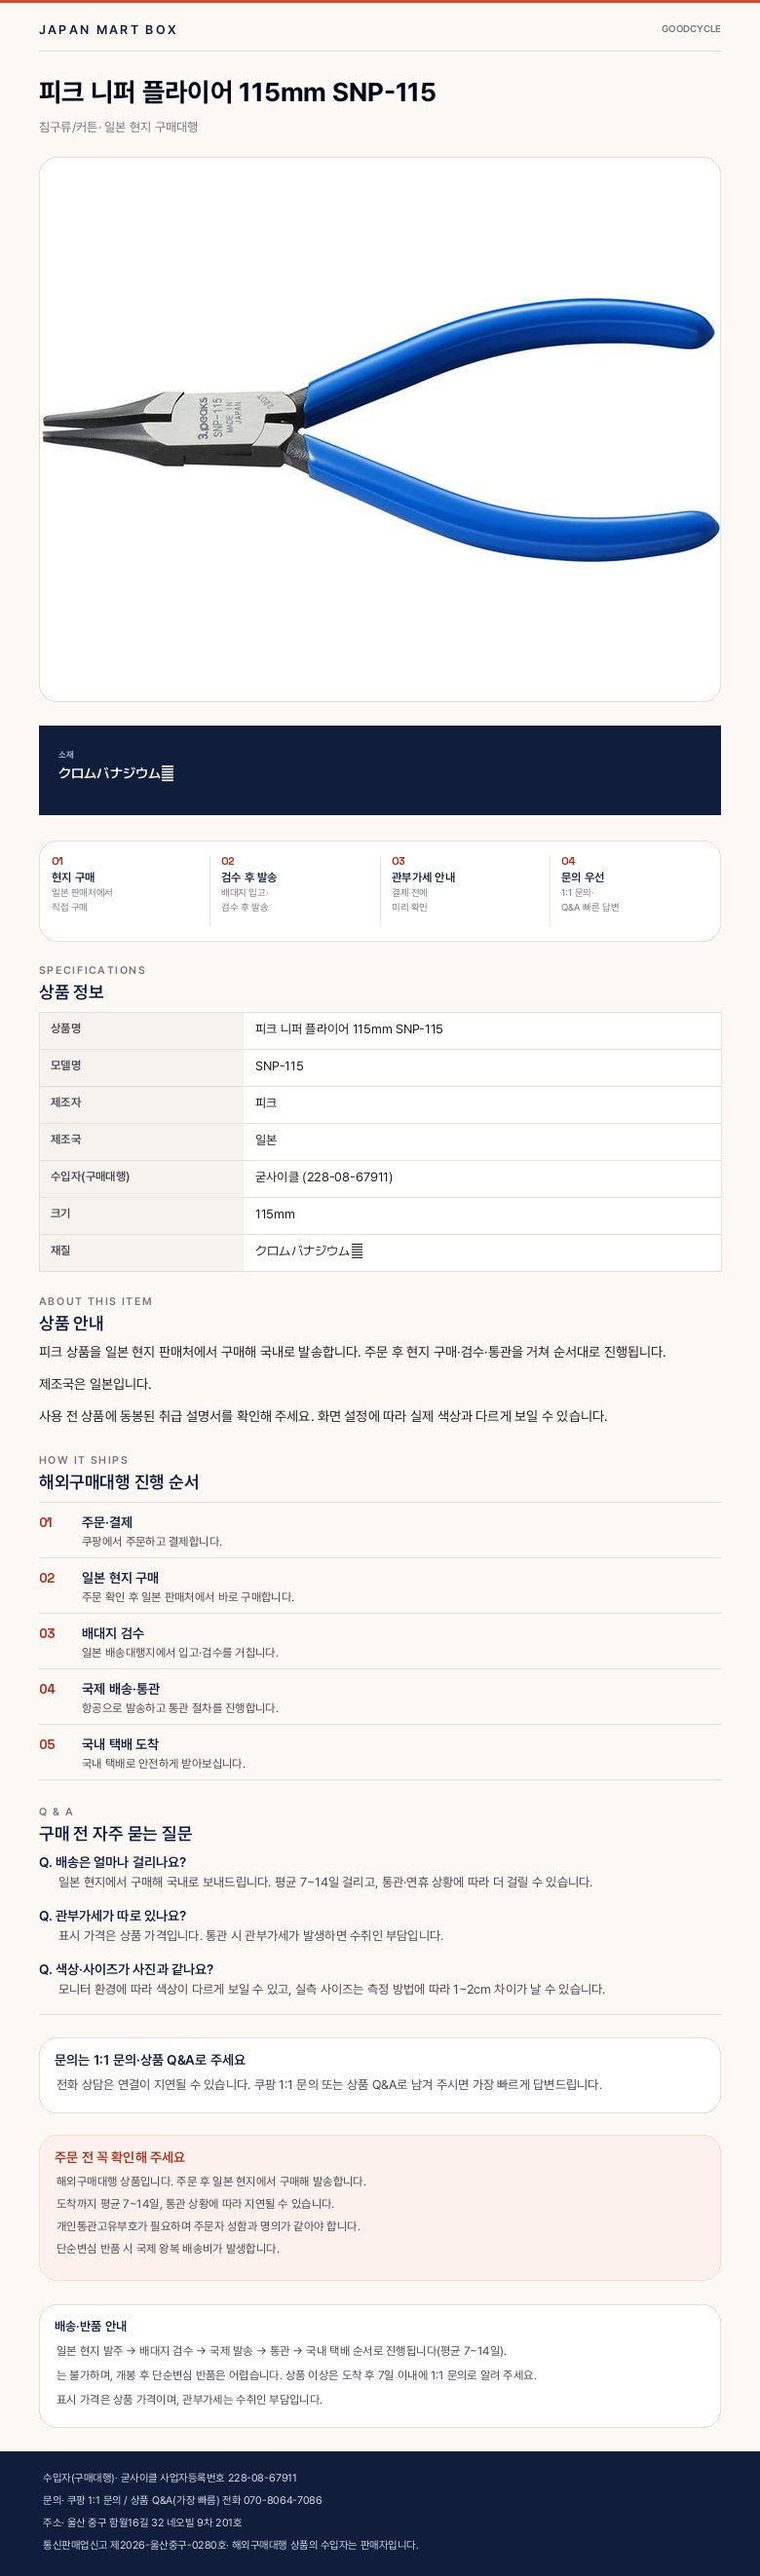 JAPAN MART BOX
GOODCYCLE
피크 니퍼 플라이어 115mm SNP-115
침구류/커튼· 일본 현지 구매대행
3.peaks
SNP-115
MADE IN
JAPAN
소재
クロムバナジウム
01
현지 구매
일본 판매처에서
직접 구매
02
검수 후 발송
배대지 입고·
검수 후 발송
03
관부가세 안내
결제 전에
미리 확인
04
문의 우선
1:1 문의·
Q&A 빠른 답변
SPECIFICATIONS
상품 정보
상품명 피크 니퍼 플라이어 115mm SNP-115
모델명 SNP-115
제조자 피크
제조국 일본
수입자(구매대행) 굳사이클 (228-08-67911)
크기 115mm
재질 クロムバナジウム
ABOUT THIS ITEM
상품 안내
피크 상품을 일본 현지 판매처에서 구매해 국내로 발송합니다. 주문 후 현지 구매·검수·통관을 거쳐 순서대로 진행됩니다.
제조국은 일본입니다.
사용 전 상품에 동봉된 취급 설명서를 확인해 주세요. 화면 설정에 따라 실제 색상과 다르게 보일 수 있습니다.
HOW IT SHIPS
해외구매대행 진행 순서
01 주문·결제
쿠팡에서 주문하고 결제합니다.
02 일본 현지 구매
주문 확인 후 일본 판매처에서 바로 구매합니다.
03 배대지 검수
일본 배송대행지에서 입고·검수를 거칩니다.
04 국제 배송·통관
항공으로 발송하고 통관 절차를 진행합니다.
05 국내 택배 도착
국내 택배로 안전하게 받아보십니다.
Q & A
구매 전 자주 묻는 질문
Q. 배송은 얼마나 걸리나요?
일본 현지에서 구매해 국내로 보내드립니다. 평균 7~14일 걸리고, 통관·연휴 상황에 따라 더 걸릴 수 있습니다.
Q. 관부가세가 따로 있나요?
표시 가격은 상품 가격입니다. 통관 시 관부가세가 발생하면 수취인 부담입니다.
Q. 색상·사이즈가 사진과 같나요?
모니터 환경에 따라 색상이 다르게 보일 수 있고, 실측 사이즈는 측정 방법에 따라 1~2cm 차이가 날 수 있습니다.
문의는 1:1 문의·상품 Q&A로 주세요
전화 상담은 연결이 지연될 수 있습니다. 쿠팡 1:1 문의 또는 상품 Q&A로 남겨 주시면 가장 빠르게 답변드립니다.
주문 전 꼭 확인해 주세요
해외구매대행 상품입니다. 주문 후 일본 현지에서 구매해 발송합니다.
도착까지 평균 7~14일, 통관 상황에 따라 지연될 수 있습니다.
개인통관고유부호가 필요하며 주문자 성함과 명의가 같아야 합니다.
단순변심 반품 시 국제 왕복 배송비가 발생합니다.
배송·반품 안내
일본 현지 발주 → 배대지 검수 → 국제 발송 → 통관 → 국내 택배 순서로 진행됩니다(평균 7~14일).
는 불가하며, 개봉 후 단순변심 반품은 어렵습니다. 상품 이상은 도착 후 7일 이내에 1:1 문의로 알려 주세요.
표시 가격은 상품 가격이며, 관부가세는 수취인 부담입니다.
수입자(구매대행)· 굳사이클 사업자등록번호 228-08-67911
문의· 쿠팡 1:1 문의 / 상품 Q&A(가장 빠름) 전화 070-8064-7086
주소· 울산 중구 함월16길 32 네오빌 9차 201호
통신판매업신고 제2026-울산중구-0280호· 해외구매대행 상품의 수입자는 판매자입니다.